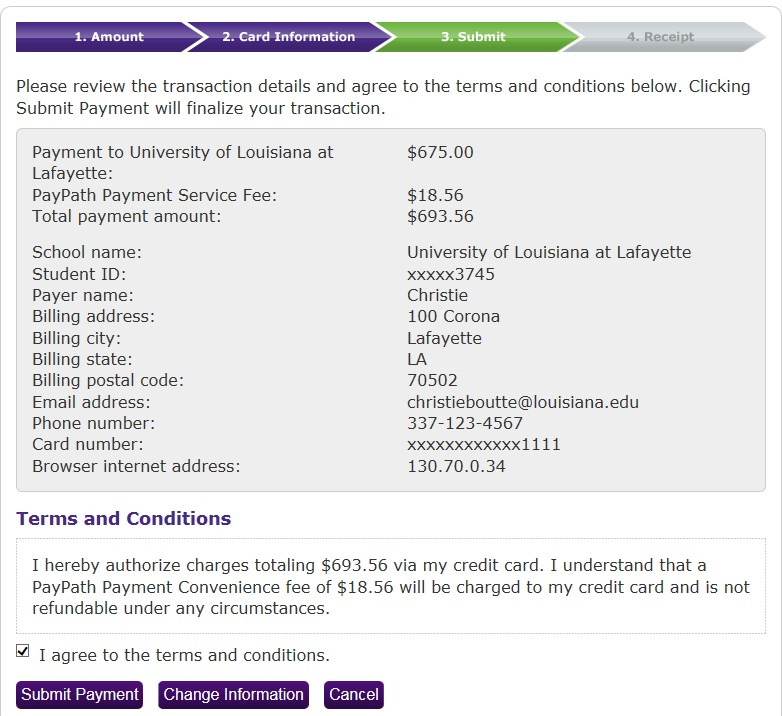 1. Amount 2. Card Information 3. Submit 4. Receipt
Please review the transaction details and agree to the terms and conditions below. Clicking
Submit Payment will finalize your transaction.
Payment to University of Louisiana at $675.00
Lafayette:
PayPath Payment Service Fee: $18.56
Total payment amount: $693.56
School name: University of Louisiana at Lafayette
Student ID: xxxxx3745
Payer name: Christie
Billing address: 100 Corona
Billing city: Lafayette
Billing state: LA
Billing postal code: 70502
Email address: christieboutte@louisiana.edu
Phone number: 337-123-4567
Card number: xxxxxxxxxxxx1111
Browser internet address: 130.70.0.34
Terms and Conditions
I hereby authorize charges totaling $693.56 via my credit card. I understand that a
PayPath Payment Convenience fee of $18.56 will be charged to my credit card and is not
refundable under any circumstances.
I agree to the terms and conditions.
Submit Payment Change Information Cancel